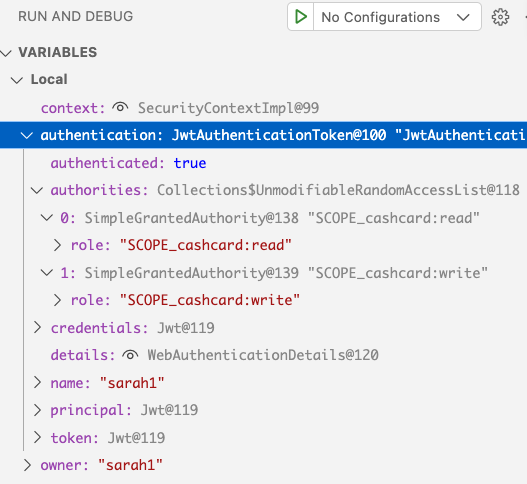 RUN AND DEBUG No Configurations
VARIABLES
Local
context: SecurityContextImpl@99
authentication: JwtAuthenticationToken@100 "JwtAuthenticati
authenticated: true
authorities: Collections$UnmodifiableRandomAccessList@118
0: SimpleGrantedAuthority@138 "SCOPE_cashcard:read"
role: "SCOPE_cashcard:read"
1: SimpleGrantedAuthority@139 "SCOPE_cashcard:write"
role: "SCOPE_cashcard:write"
credentials: Jwt@119
details: WebAuthenticationDetails@120
name: "sarah1"
principal: Jwt@119
token: Jwt@119
owner: "sarah1"